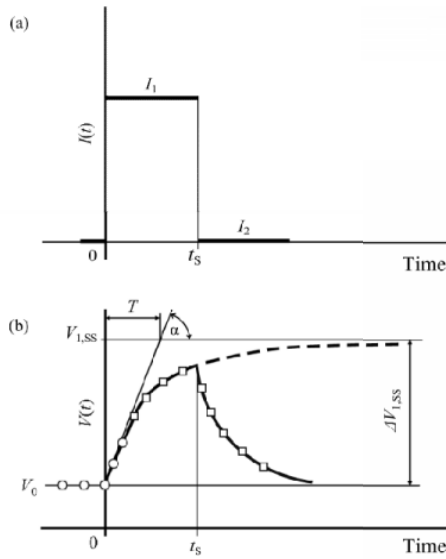 (a)
I(t)
I₁
I₂
0
tS
Time
(b)
T
α
V1,SS
V(t)
ΔV1,SS
V₀
0
tS
Time